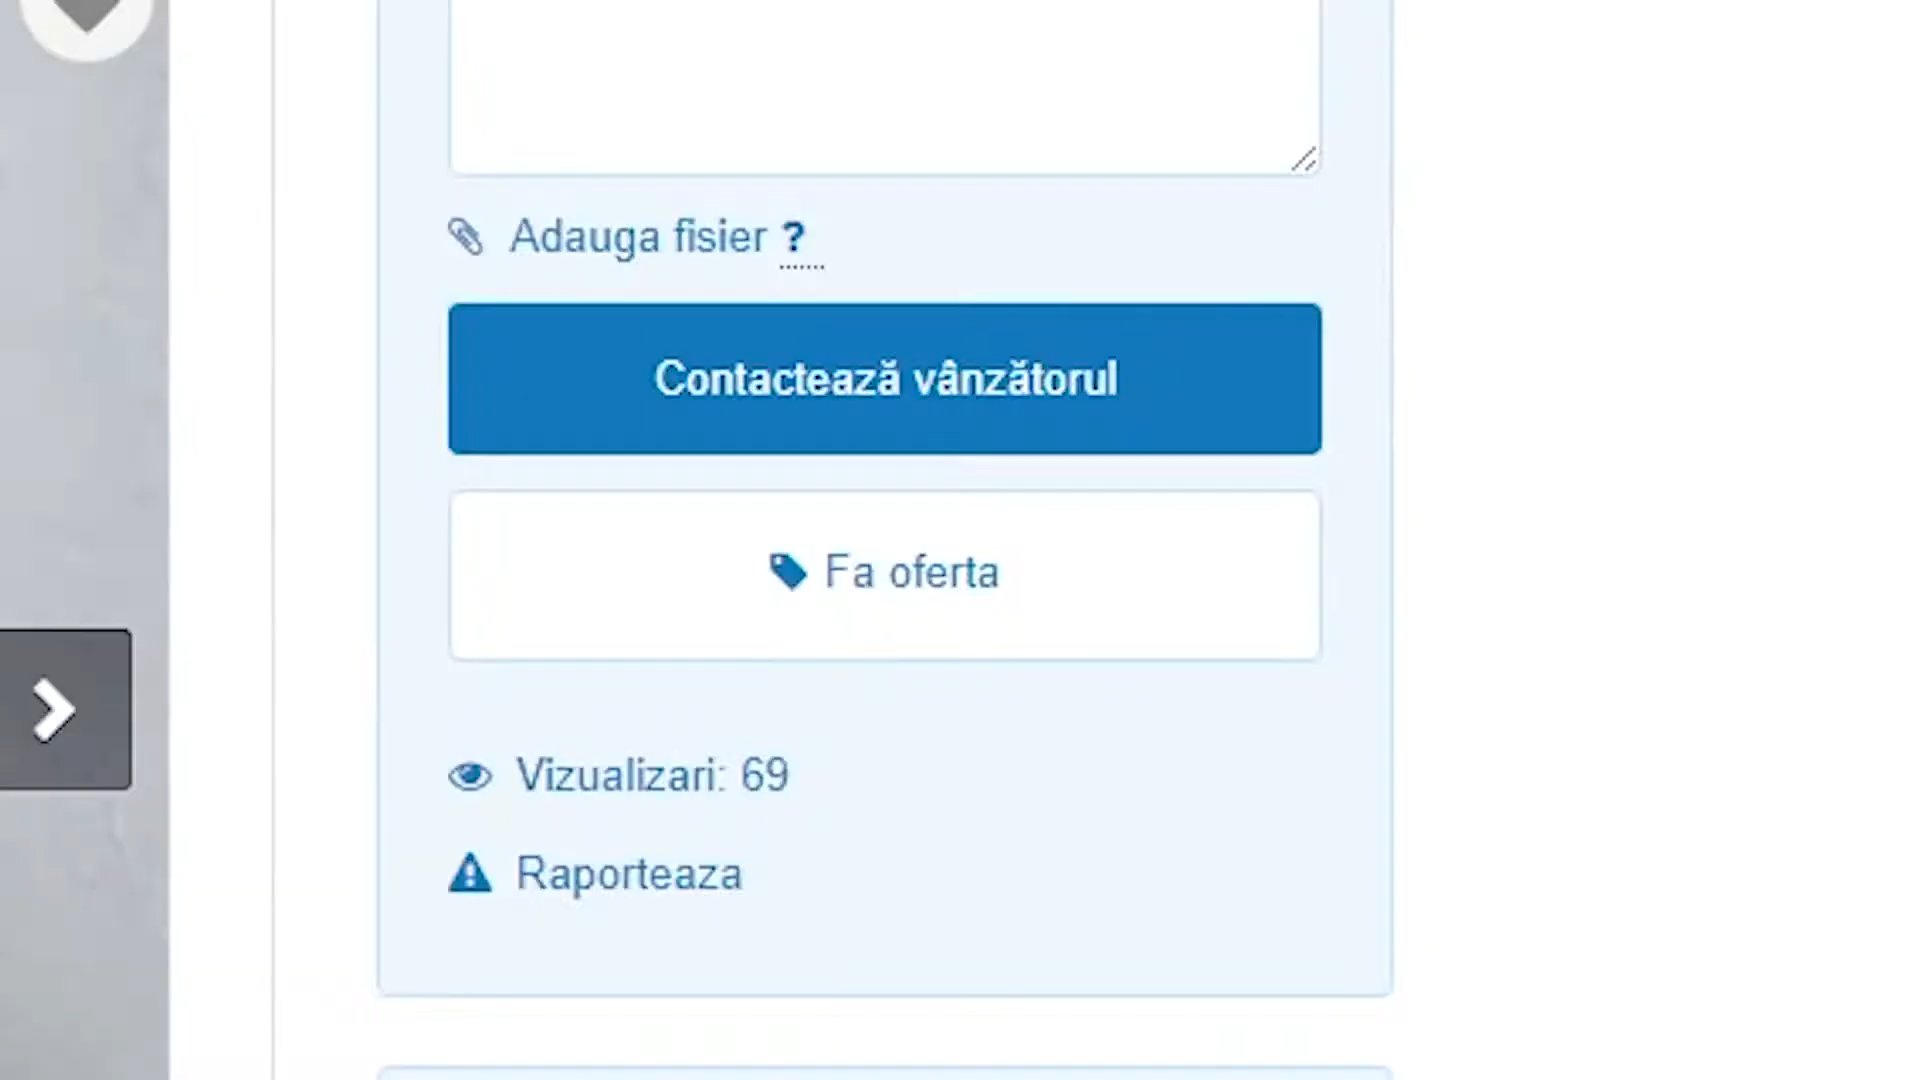 Adauga fisier ?
Contactează vânzătorul
Fa oferta
Vizualizari: 69
Raporteaza